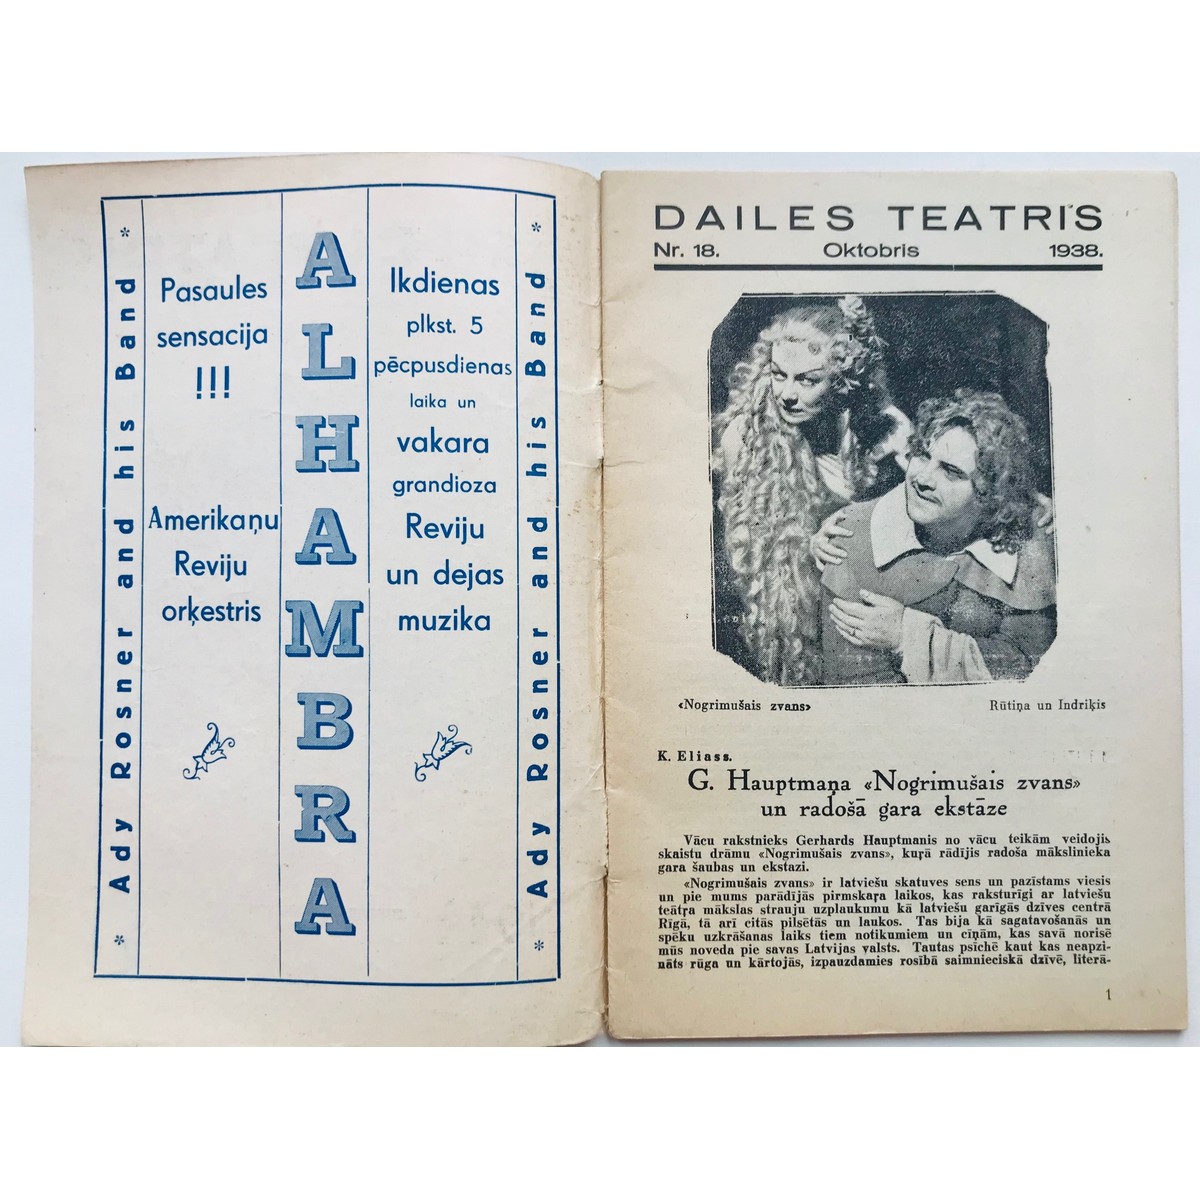 * Ady Rosner and his Band *
Pasaules
sensacija
!!!
Amerikaņu
Reviju
orķestris
ALHAMBRA
Ikdienas
plkst. 5
pēcpusdienas
laika un
vakara
grandioza
Reviju
un dejas
muzika
* Ady Rosner and his Band *
DAILES TEATRIS
Nr. 18. Oktobris 1938.
«Nogrimušais zvans» Rūtiņa un Indriķis
K. Eliass.
G. Hauptmaņa «Nogrimušais zvans»
un radošā gara ekstāze
Vācu rakstnieks Gerhards Hauptmanis no vācu teikām veidojis
skaistu drāmu «Nogrimušais zvans», kuŗā rādījis radoša mākslinieka
gara šaubas un ekstazi.
«Nogrimušais zvans» ir latviešu skatuves sens un pazīstams viesis
un pie mums parādījās pirmskaŗa laikos, kas raksturīgi ar latviešu
teātŗa mākslas strauju uzplaukumu kā latviešu garīgās dzīves centrā
Rīgā, tā arī citās pilsētās un laukos. Tas bija kā sagatavošanās un
spēku uzkrāšanas laiks tiem notikumiem un cīņām, kas savā norisē
mūs noveda pie savas Latvijas valsts. Tautas psīchē kaut kas neapzi-
nāts rūga un kārtojās, izpauzdamies rosībā saimnieciskā dzīvē, literā-
1